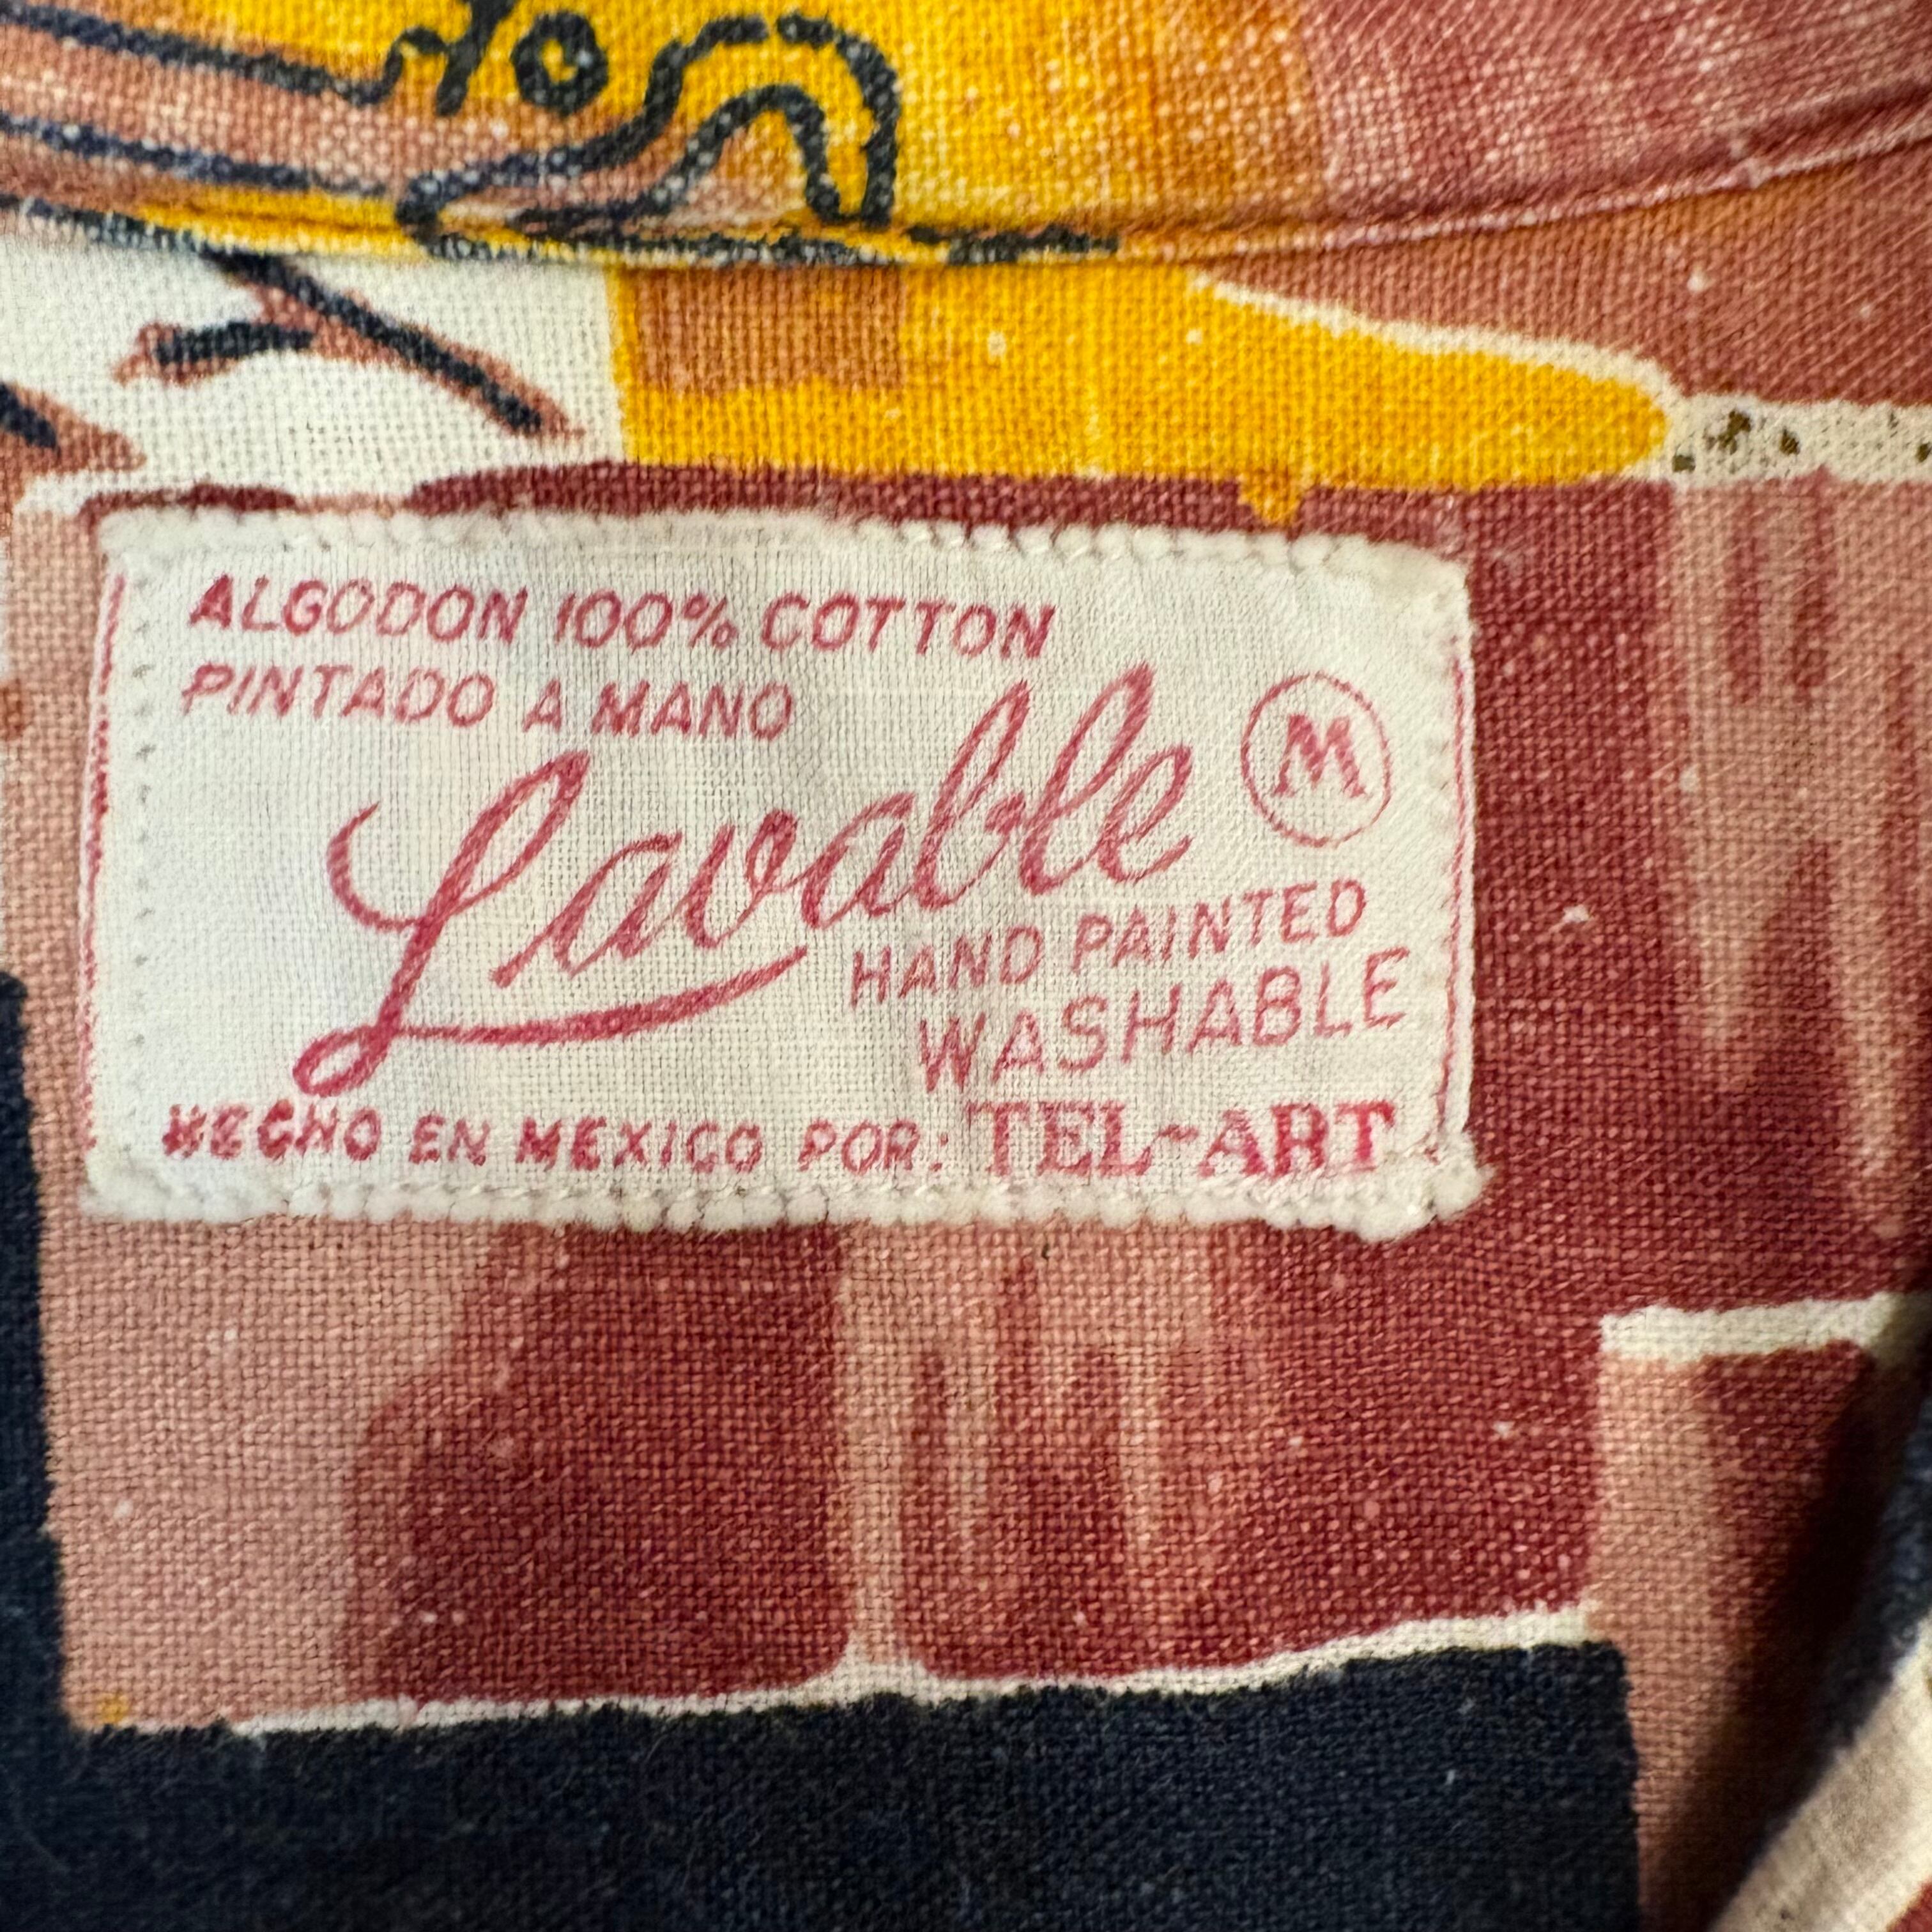 ALGODON 100% COTTON
PINTADO A MANO
M
Lavable
HAND PAINTED
WASHABLE
HECHO EN MEXICO POR: TEL-ART